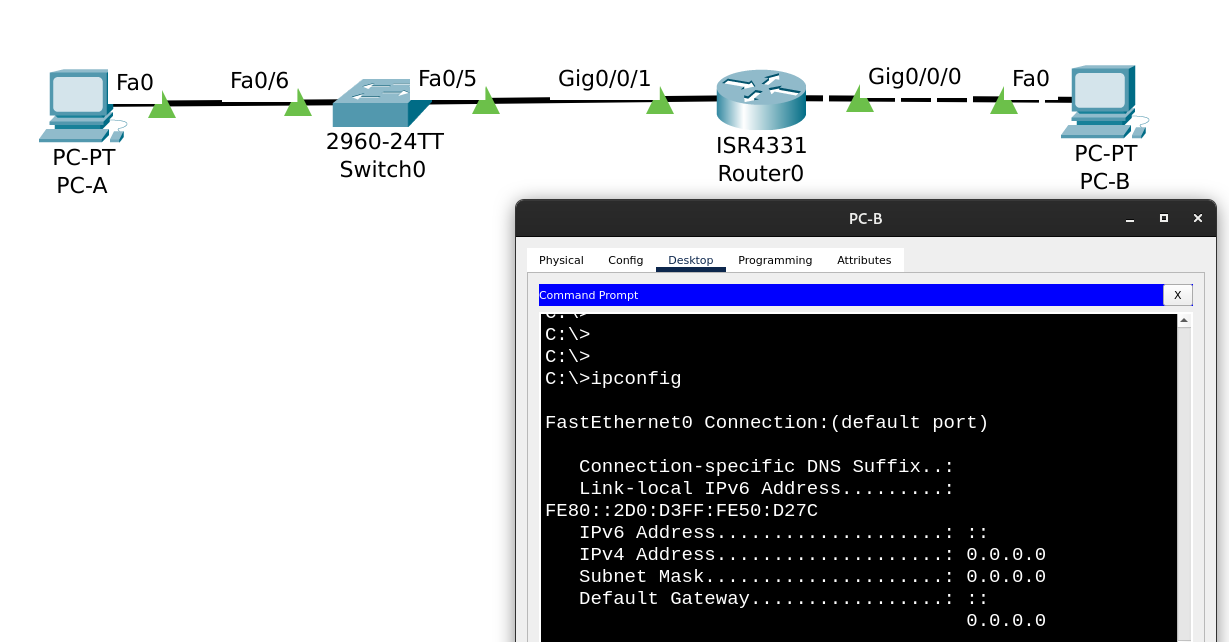 Fa0 Fa0/6 Fa0/5 Gig0/0/1 Gig0/0/0 Fa0
PC-PT
PC-A
2960-24TT
Switch0
ISR4331
Router0
PC-PT
PC-B
PC-B
Physical Config Desktop Programming Attributes
Command Prompt X
C:\>
C:\>
C:\>
C:\>ipconfig
FastEthernet0 Connection:(default port)
Connection-specific DNS Suffix..:
Link-local IPv6 Address.........:
FE80::2D0:D3FF:FE50:D27C
IPv6 Address....................: ::
IPv4 Address....................: 0.0.0.0
Subnet Mask.....................: 0.0.0.0
Default Gateway.................: ::
0.0.0.0